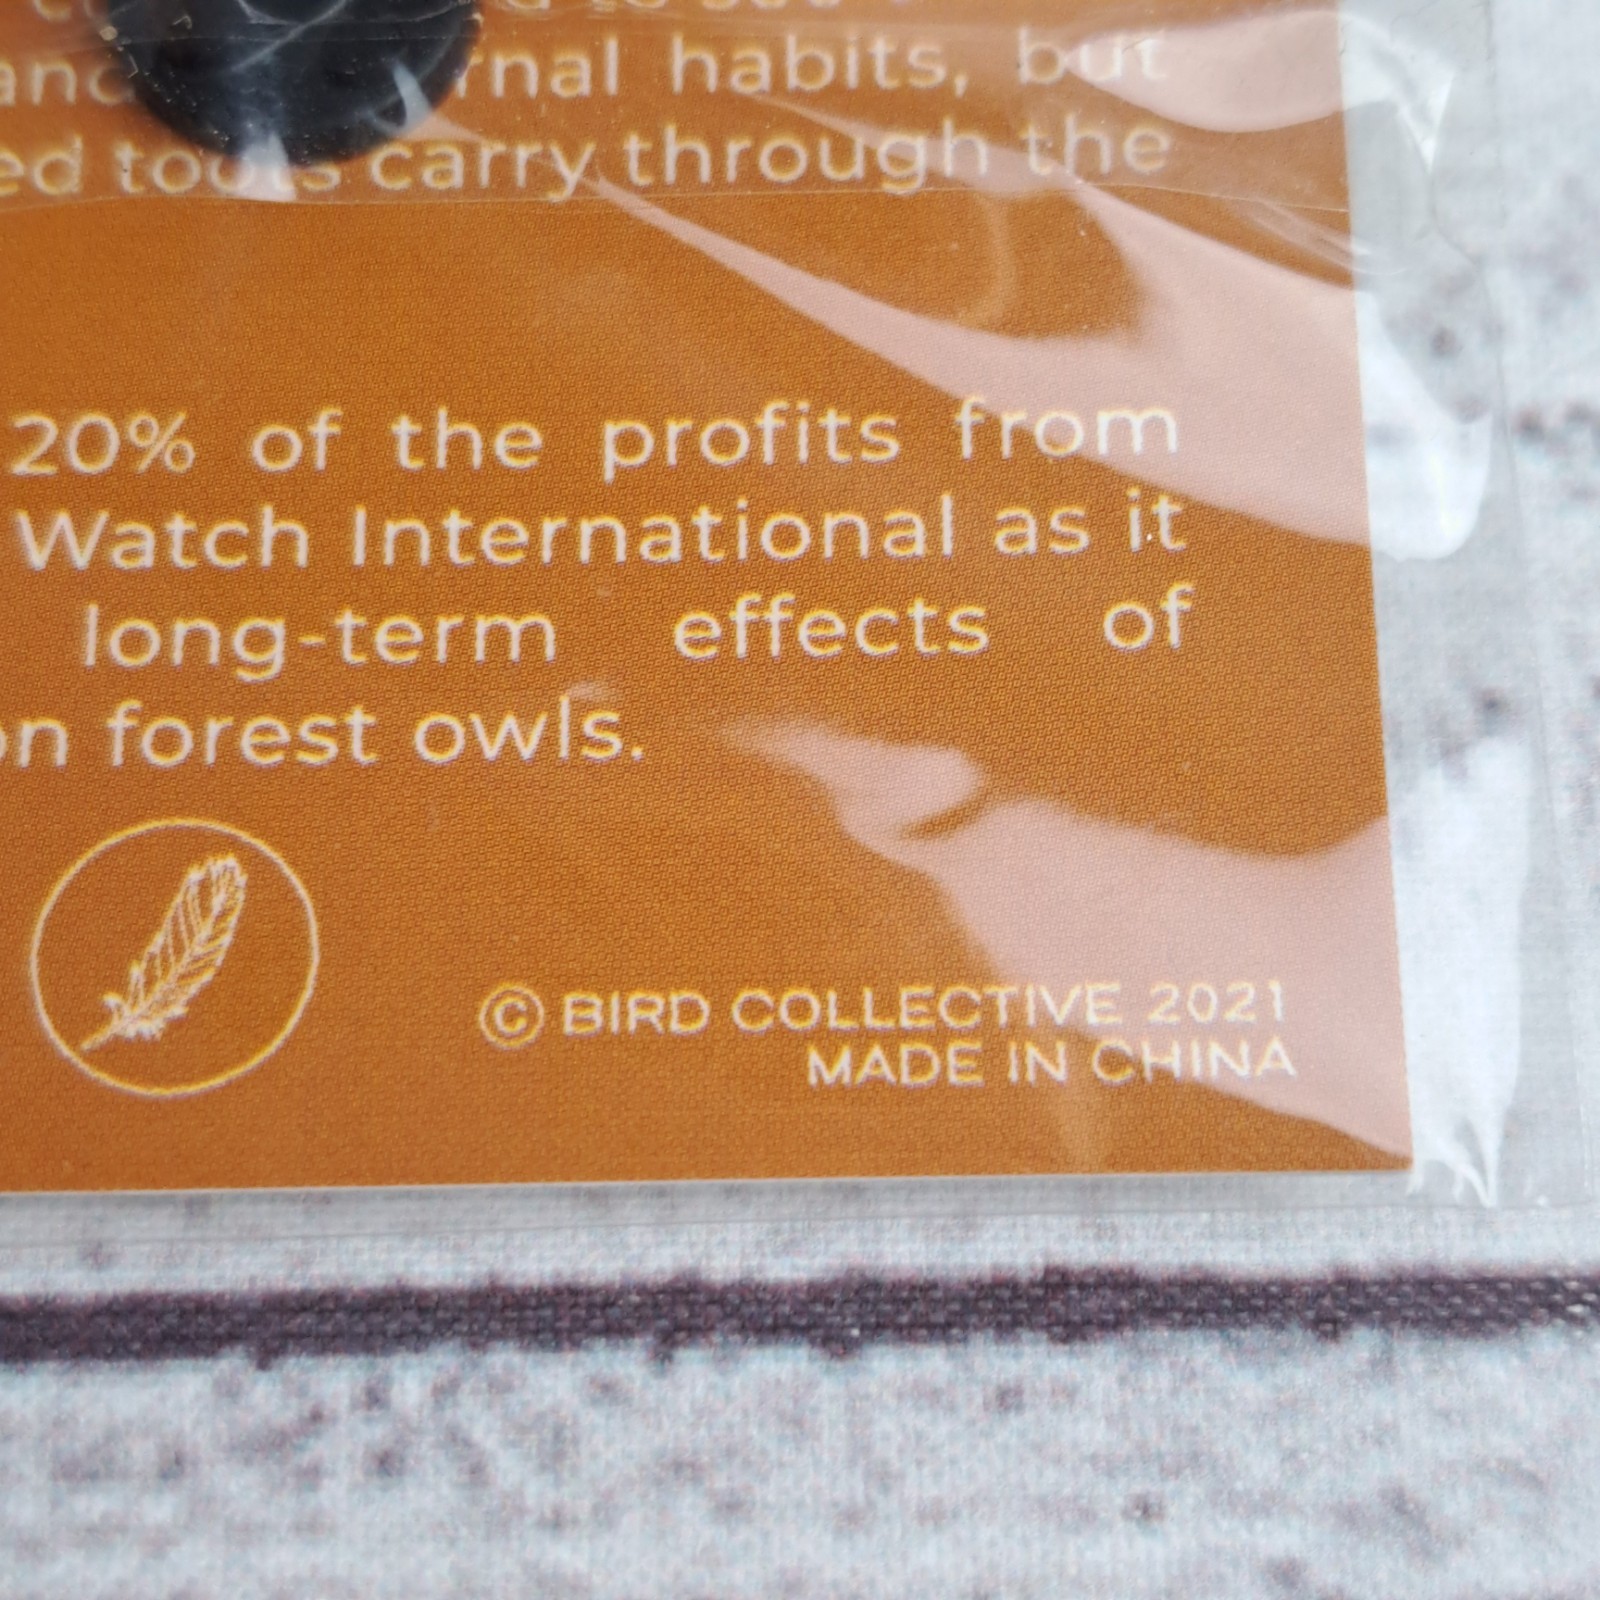 rnal habits, but
toots carry through the
20% of the profits from
Watch International as it
long-term effects of
on forest owls.
© BIRD COLLECTIVE 2021
MADE IN CHINA